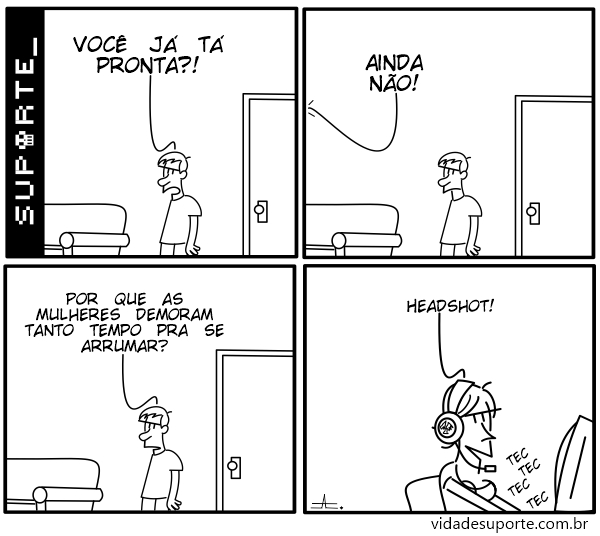 SUPORTE_
VOCÊ JÁ TÁ
PRONTA?!
AINDA
NÃO!
POR QUE AS
MULHERES DEMORAM
TANTO TEMPO PRA SE
ARRUMAR?
HEADSHOT!
TEC
TEC
TEC
TEC
vidadesuporte.com.br